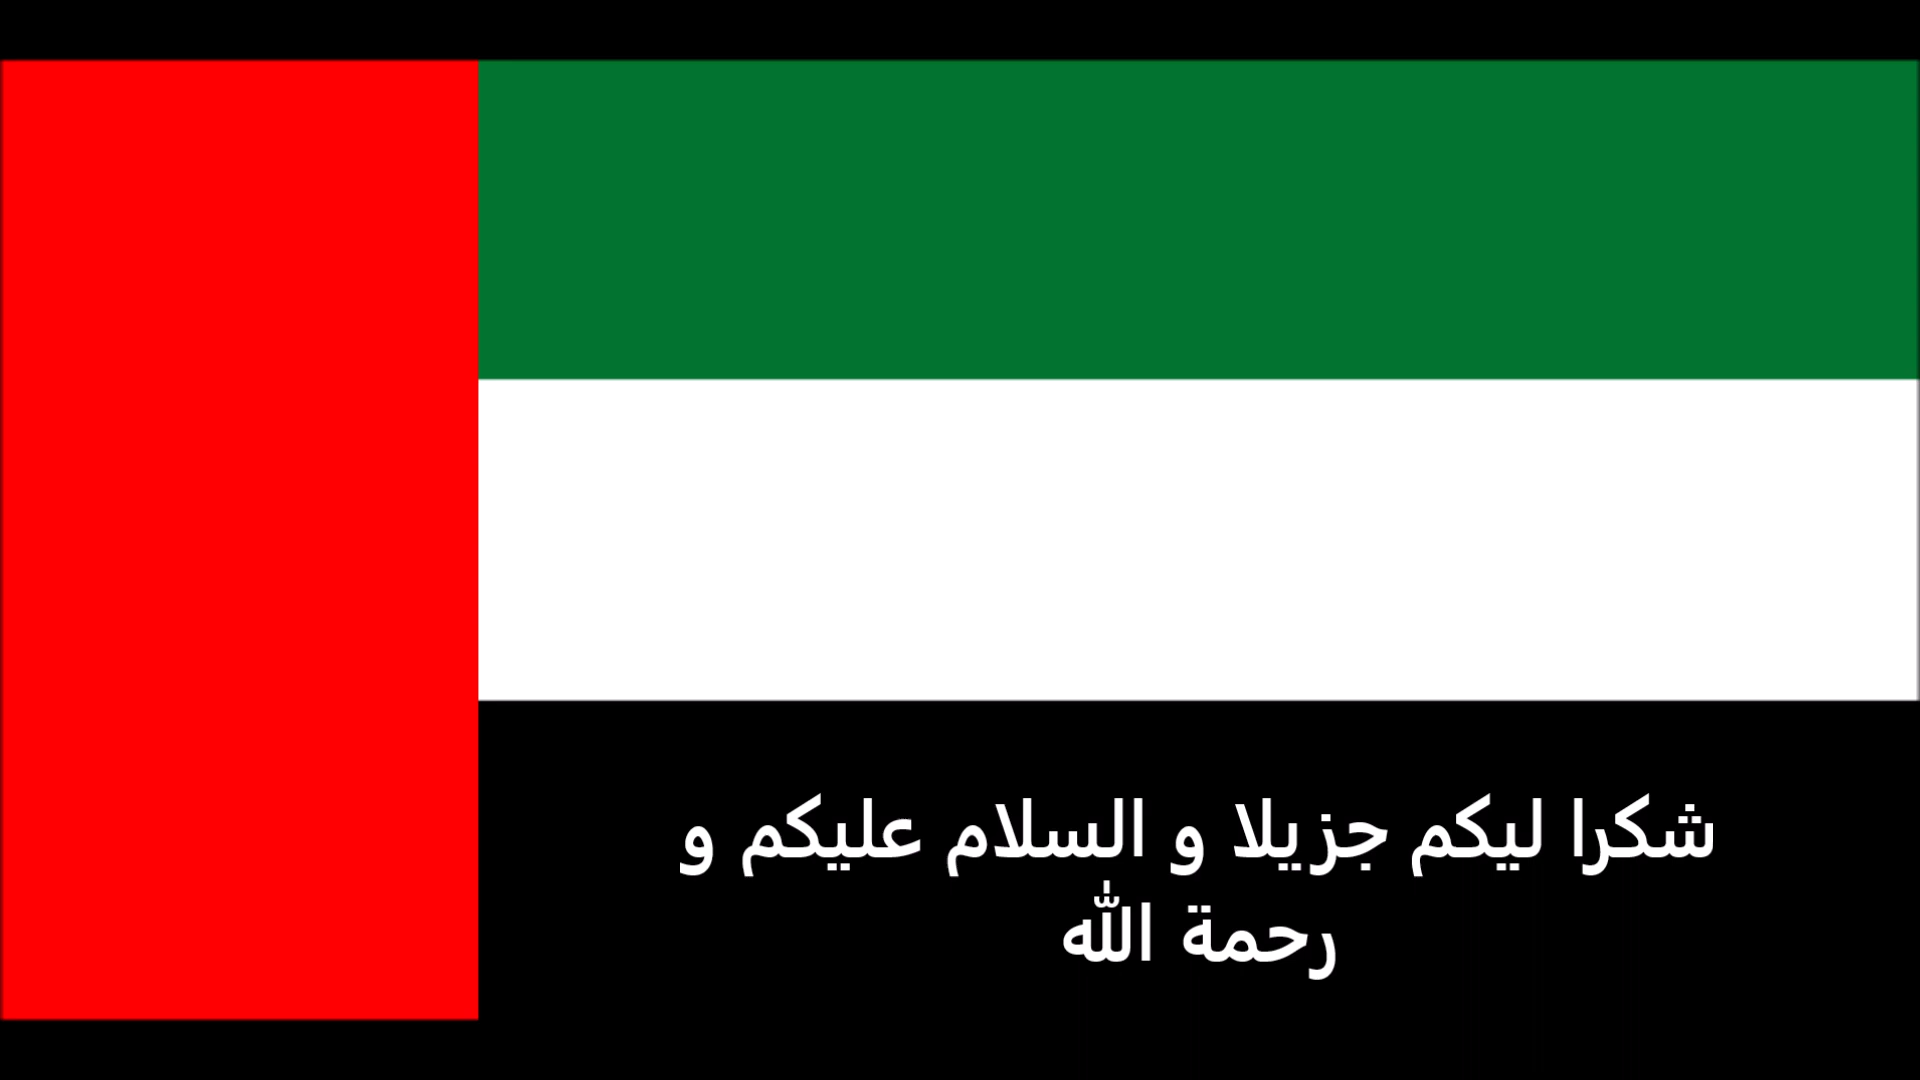 شكرا ليكم جزيلا و السلام عليكم و
رحمة الله